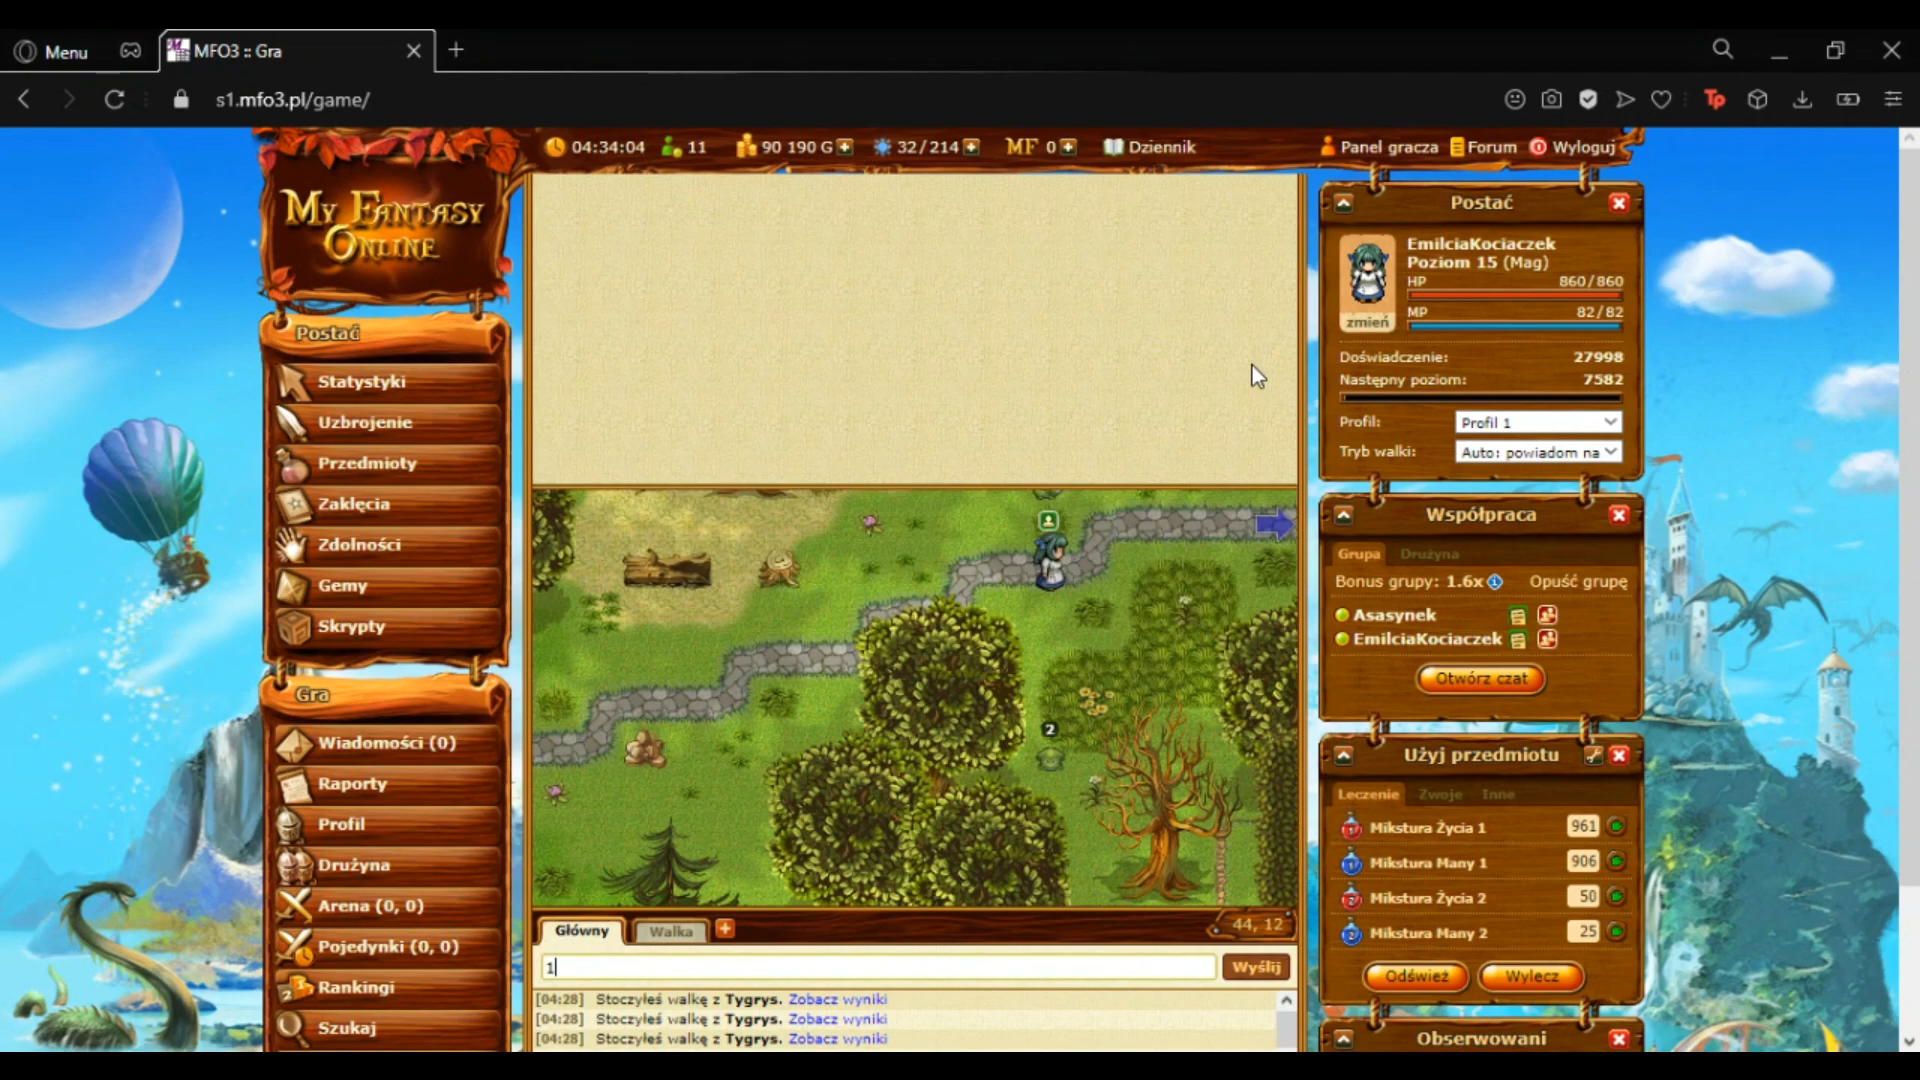 Menu
MFO3 :: Gra
s1.mfo3.pl/game/
04:34:04
11
90 190 G
32/214
MF 0
Dziennik
Panel gracza
Forum
Wyloguj
MY FANTASY
ONLINE
Postać
Statystyki
Uzbrojenie
Przedmioty
Zaklęcia
Zdolności
Gemy
Skrypty
Gra
Wiadomości (0)
Raporty
Profil
Drużyna
Arena (0, 0)
Pojedynki (0, 0)
Rankingi
Szukaj
2
44, 12
Główny
Walka
1
Wyślij
[04:28] Stoczyłeś walkę z Tygrys. Zobacz wyniki
[04:28] Stoczyłeś walkę z Tygrys. Zobacz wyniki
[04:28] Stoczyłeś walkę z Tygrys. Zobacz wyniki
Postać
EmilciaKociaczek
Poziom 15 (Mag)
HP 860/860
MP 82/82
zmień
Doświadczenie: 27998
Następny poziom: 7582
Profil: Profil 1
Tryb walki: Auto: powiadom na
Współpraca
Grupa Drużyna
Bonus grupy: 1.6x Opuść grupę
Asasynek
EmilciaKociaczek
Otwórz czat
Użyj przedmiotu
Leczenie Zwoje Inne
Mikstura Życia 1 961
Mikstura Many 1 906
Mikstura Życia 2 50
Mikstura Many 2 25
Odśwież Wylecz
Obserwowani